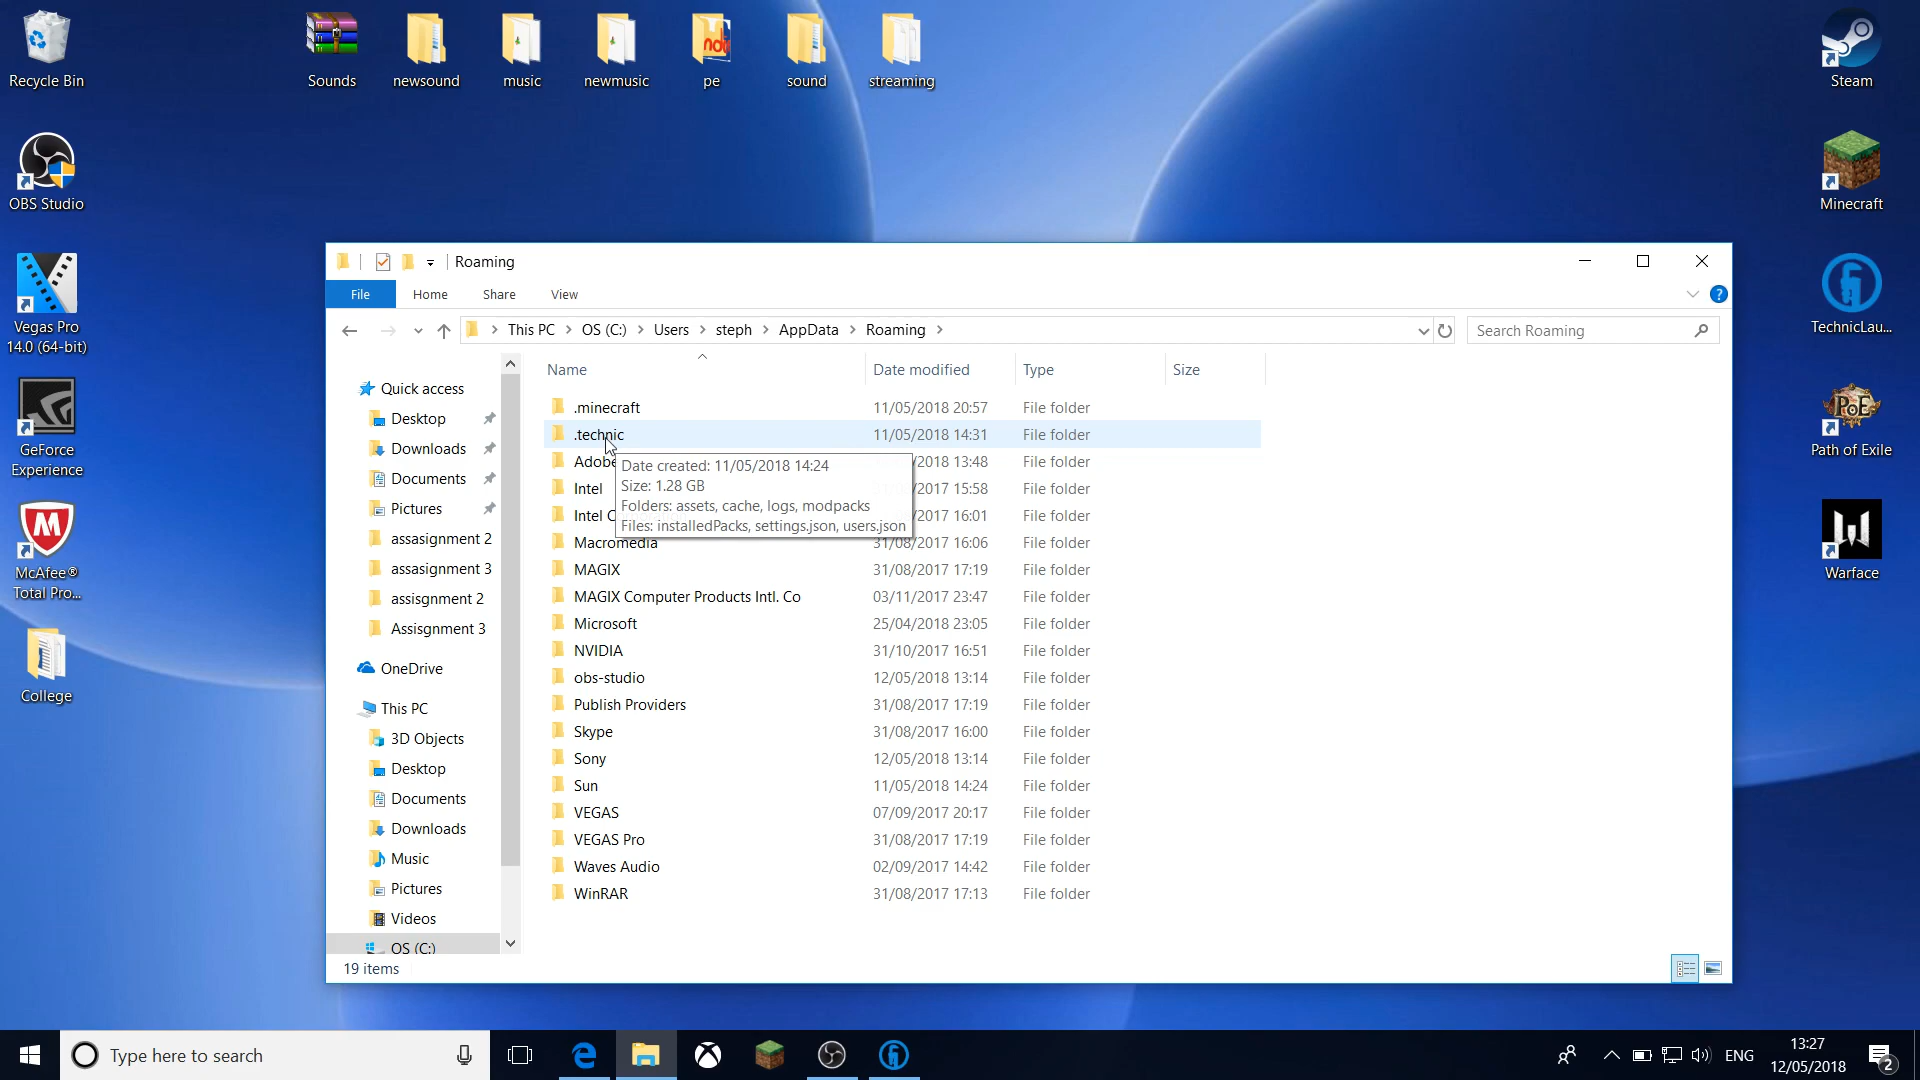 Recycle Bin
Sounds
newsound
music
newmusic
pe
sound
streaming
Steam
OBS Studio
Minecraft
Vegas Pro
14.0 (64-bit)
TechnicLau...
GeForce
Experience
Path of Exile
McAfee®
Total Pro...
Warface
College
Roaming
File
Home
Share
View
This PC
OS (C:)
Users
steph
AppData
Roaming
Search Roaming
Quick access
Desktop
Downloads
Documents
Pictures
assasignment 2
assasignment 3
assisgnment 2
Assisgnment 3
OneDrive
This PC
3D Objects
Desktop
Documents
Downloads
Music
Pictures
Videos
OS (C:)
Name Date modified Type Size
.minecraft 11/05/2018 20:57 File folder
.technic 11/05/2018 14:31 File folder
Adobe /2018 13:48 File folder
Intel /2017 15:58 File folder
Intel C /2017 16:01 File folder
Macromedia 31/08/2017 16:06 File folder
MAGIX 31/08/2017 17:19 File folder
MAGIX Computer Products Intl. Co 03/11/2017 23:47 File folder
Microsoft 25/04/2018 23:05 File folder
NVIDIA 31/10/2017 16:51 File folder
obs-studio 12/05/2018 13:14 File folder
Publish Providers 31/08/2017 17:19 File folder
Skype 31/08/2017 16:00 File folder
Sony 12/05/2018 13:14 File folder
Sun 11/05/2018 14:24 File folder
VEGAS 07/09/2017 20:17 File folder
VEGAS Pro 31/08/2017 17:19 File folder
Waves Audio 02/09/2017 14:42 File folder
WinRAR 31/08/2017 17:13 File folder
Date created: 11/05/2018 14:24
Size: 1.28 GB
Folders: assets, cache, logs, modpacks
Files: installedPacks, settings.json, users.json
19 items
Type here to search
ENG
13:27
12/05/2018
2